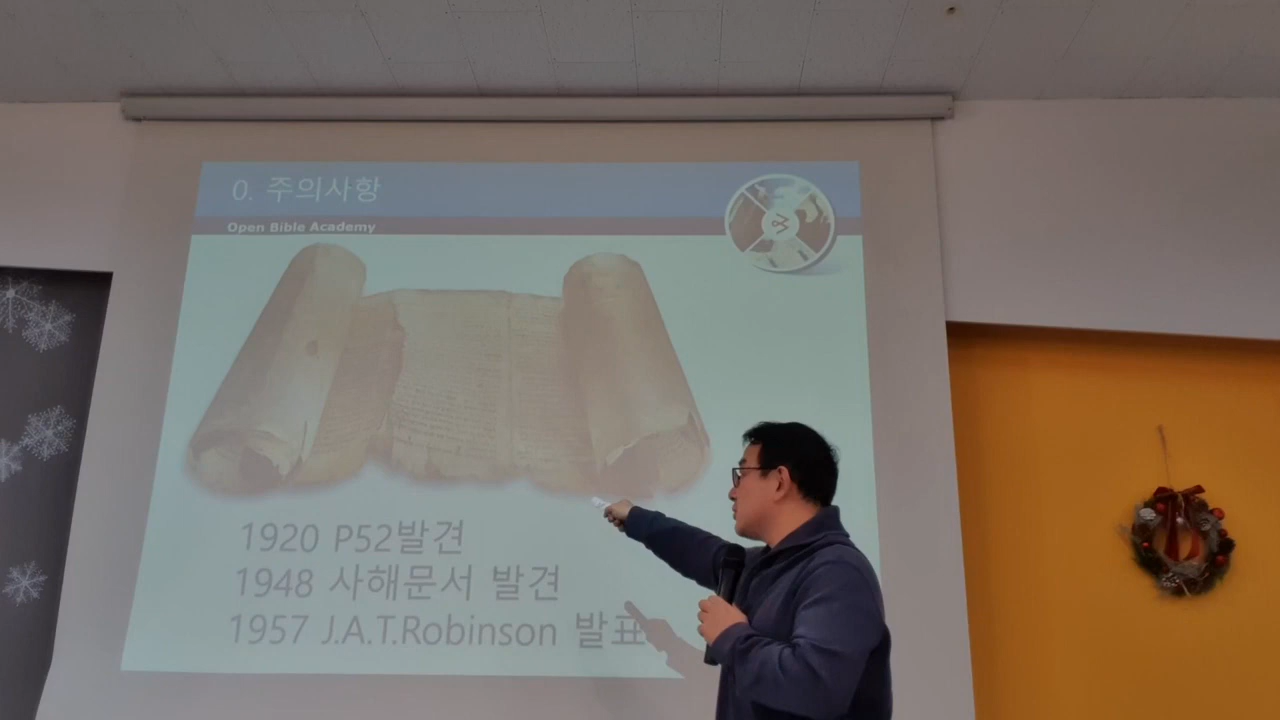 0. 주의사항
Open Bible Academy
1920 P52발견
1948 사해문서 발견
1957 J.A.T.Robinson 발표